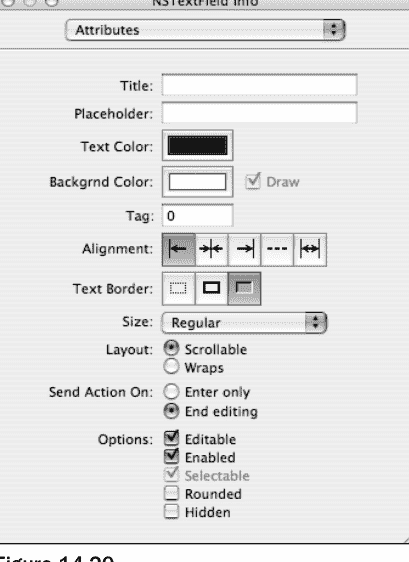 NSTextField Info
Attributes
Title:
Placeholder:
Text Color:
Backgrnd Color: Draw
Tag: 0
Alignment:
Text Border:
Size: Regular
Layout: Scrollable
Wraps
Send Action On: Enter only
End editing
Options: Editable
Enabled
Selectable
Rounded
Hidden
Figure 14-20